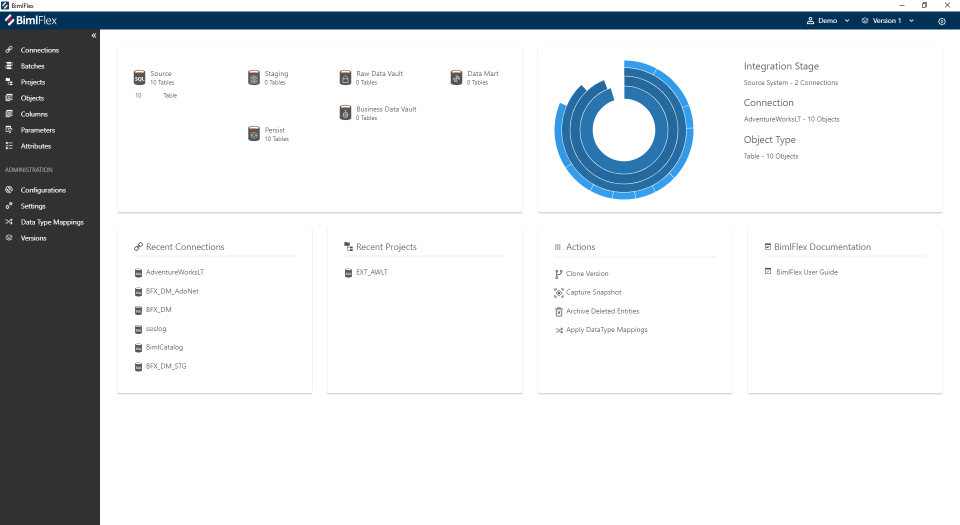 BimlFlex
BimlFlex
Demo
Version 1
Connections
Batches
Projects
Objects
Columns
Parameters
Attributes
ADMINISTRATION
Configurations
Settings
Data Type Mappings
Versions
Source
10 Tables
10 Table
Staging
0 Tables
Raw Data Vault
0 Tables
Data Mart
0 Tables
Business Data Vault
0 Tables
Persist
10 Tables
Integration Stage
Source System - 2 Connections
Connection
AdventureWorksLT - 10 Objects
Object Type
Table - 10 Objects
Recent Connections
AdventureWorksLT
BFX_DM_AdoNet
BFX_DM
ssislog
BimlCatalog
BFX_DM_STG
Recent Projects
EXT_AWLT
Actions
Clone Version
Capture Snapshot
Archive Deleted Entities
Apply DataType Mappings
BimlFlex Documentation
BimlFlex User Guide